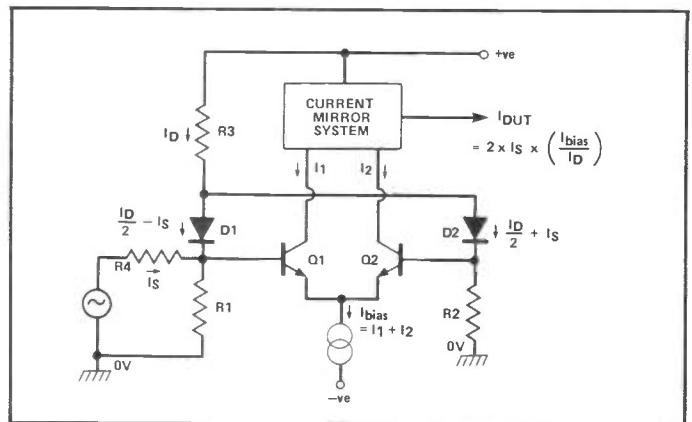 +ve
CURRENT
MIRROR
SYSTEM
IDUT
= 2 x IS x (Ibias/ID)
ID
R3
I1
I2
ID/2 – IS
D1
D2
ID/2 + IS
R4
IS
Q1
Q2
R1
Ibias
= I1 + I2
R2
0V
0V
–ve